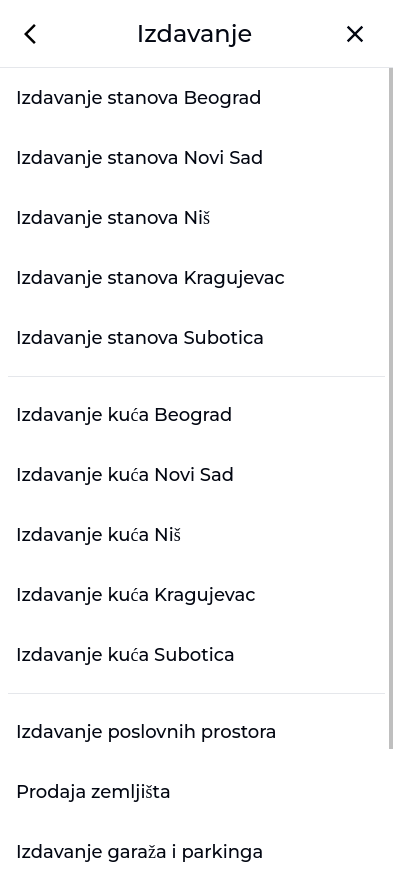 Izdavanje
Izdavanje stanova Beograd
Izdavanje stanova Novi Sad
Izdavanje stanova Niš
Izdavanje stanova Kragujevac
Izdavanje stanova Subotica
Izdavanje kuća Beograd
Izdavanje kuća Novi Sad
Izdavanje kuća Niš
Izdavanje kuća Kragujevac
Izdavanje kuća Subotica
Izdavanje poslovnih prostora
Prodaja zemljišta
Izdavanje garaža i parkinga